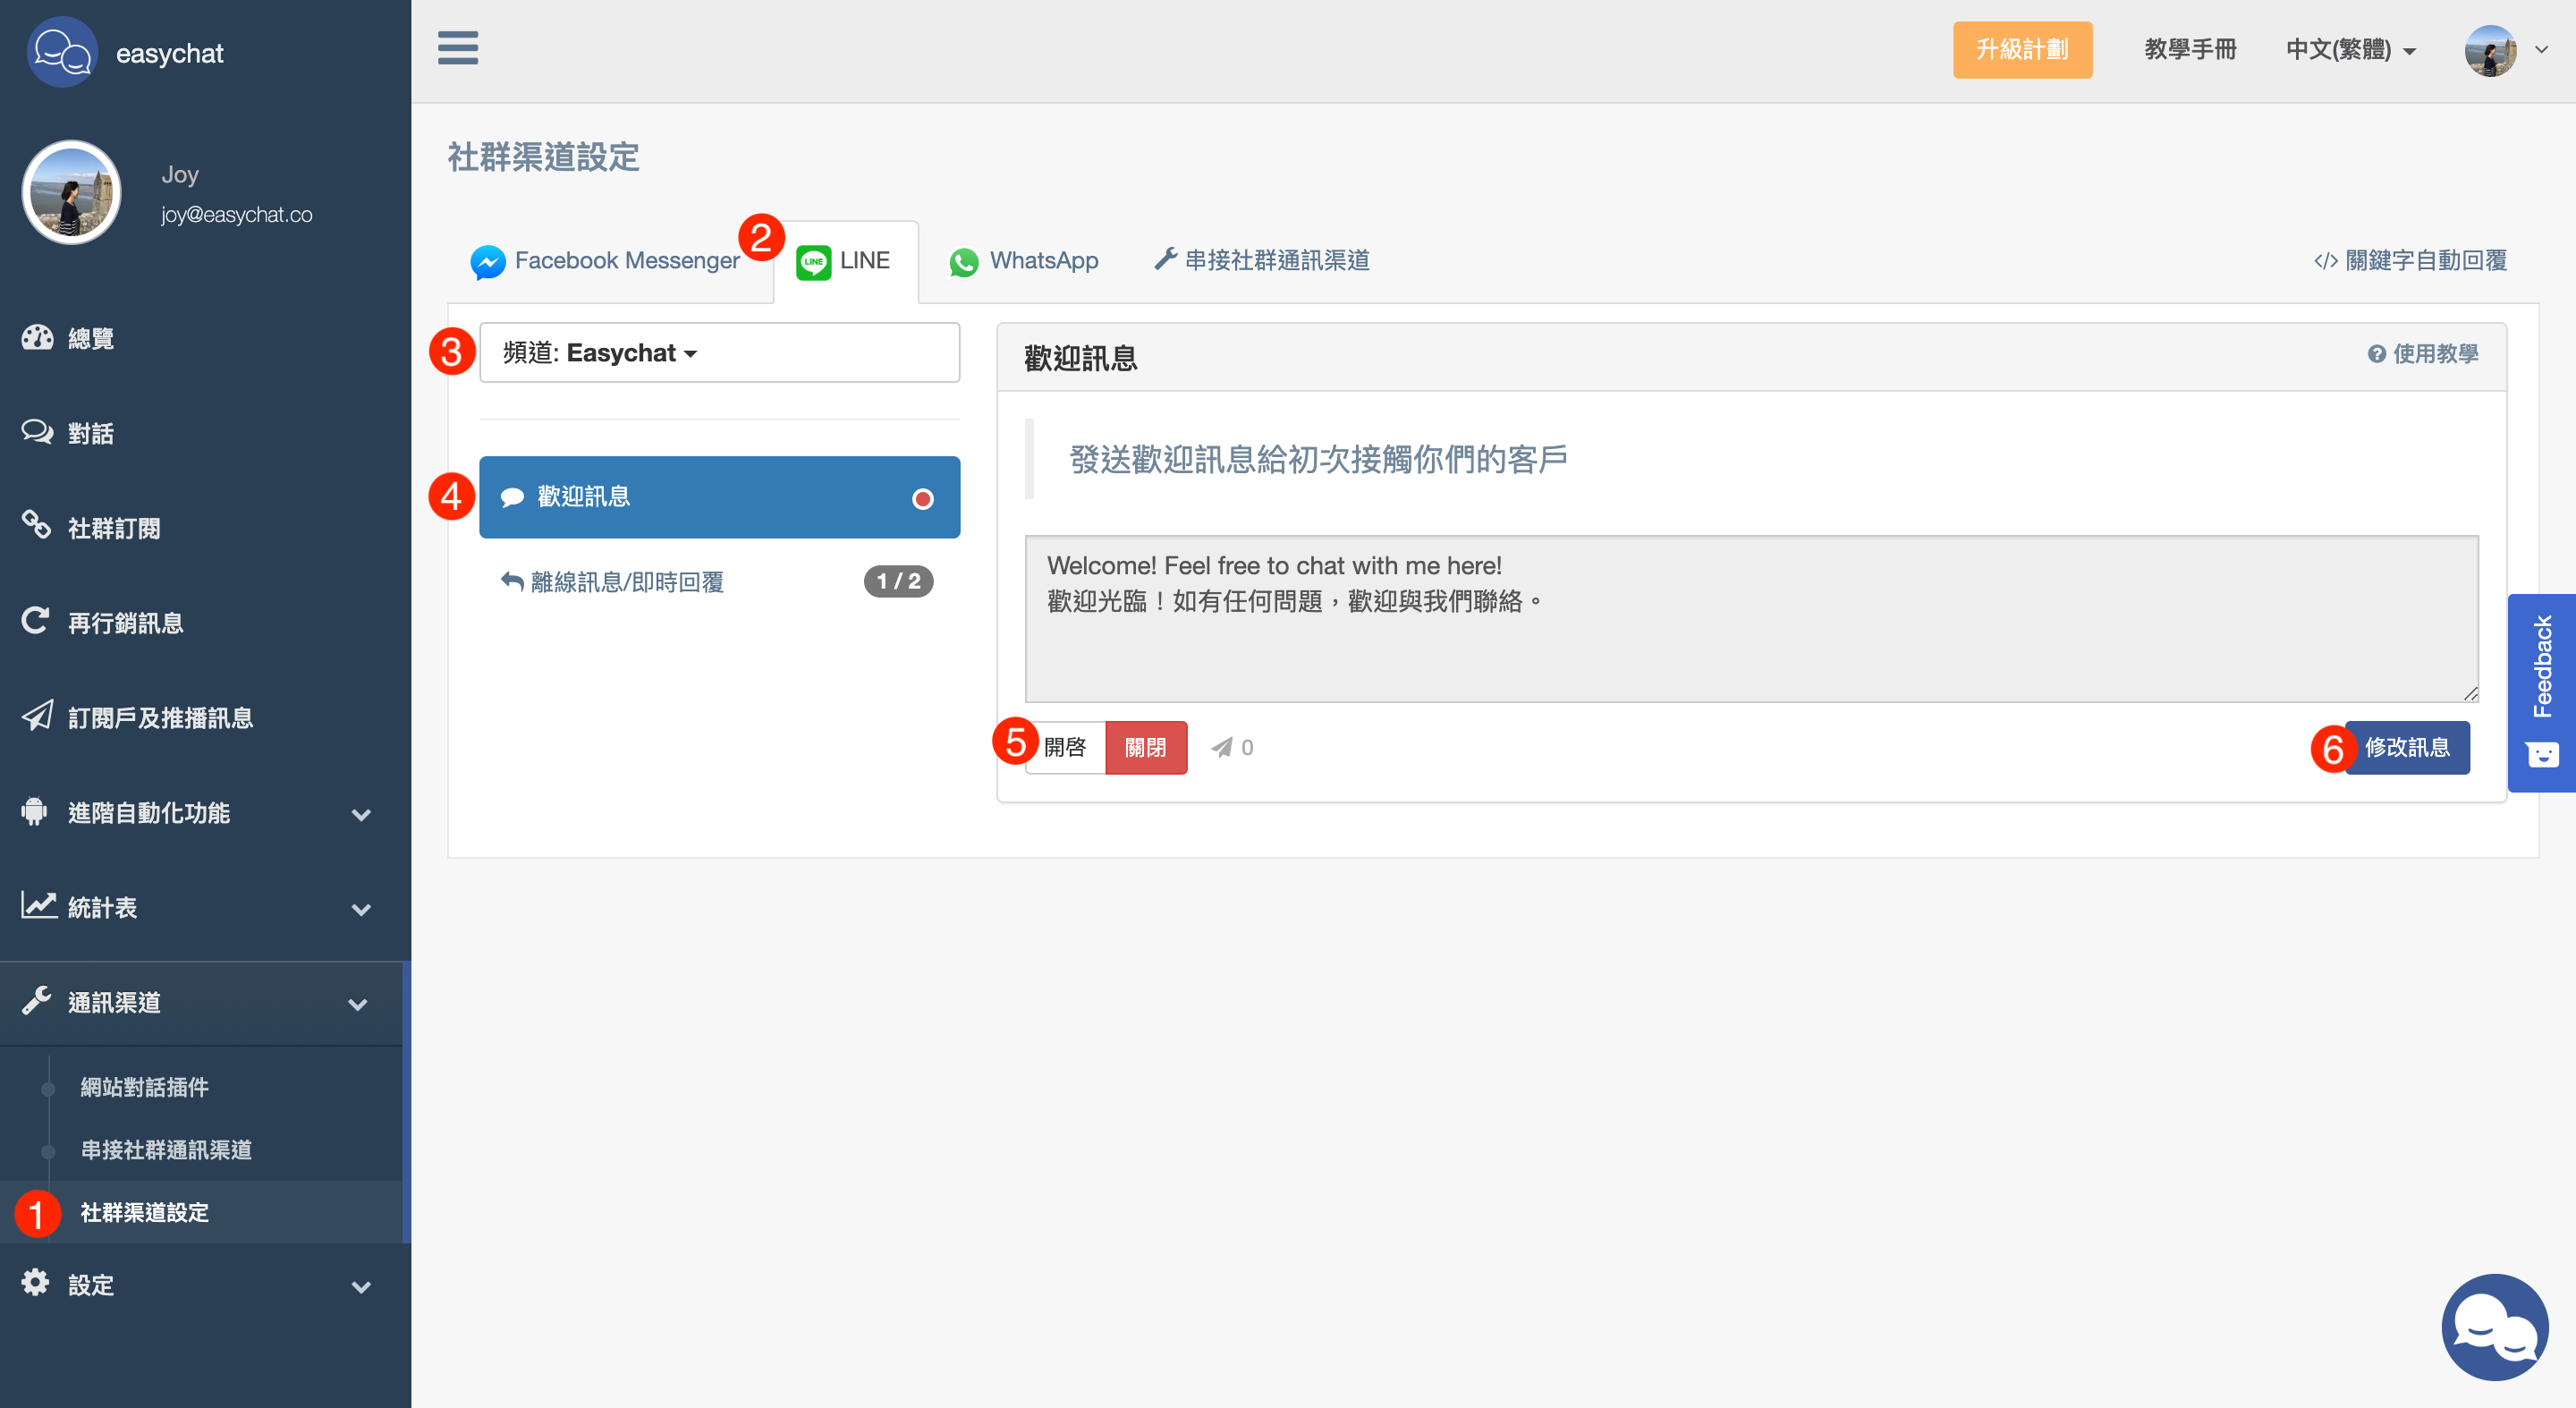 easychat
升級計劃
教學手冊
中文(繁體)
Joy
joy@easychat.co
總覽
對話
社群訂閱
再行銷訊息
訂閱戶及推播訊息
進階自動化功能
統計表
通訊渠道
網站對話插件
串接社群通訊渠道
1 社群渠道設定
設定
社群渠道設定
Facebook Messenger
2 LINE
WhatsApp
串接社群通訊渠道
</> 關鍵字自動回覆
3 頻道: Easychat
4 歡迎訊息
離線訊息/即時回覆 1 / 2
歡迎訊息
使用教學
發送歡迎訊息給初次接觸你們的客戶
Welcome! Feel free to chat with me here!
歡迎光臨！如有任何問題，歡迎與我們聯絡。
5 開啓 關閉 0
6 修改訊息
Feedback